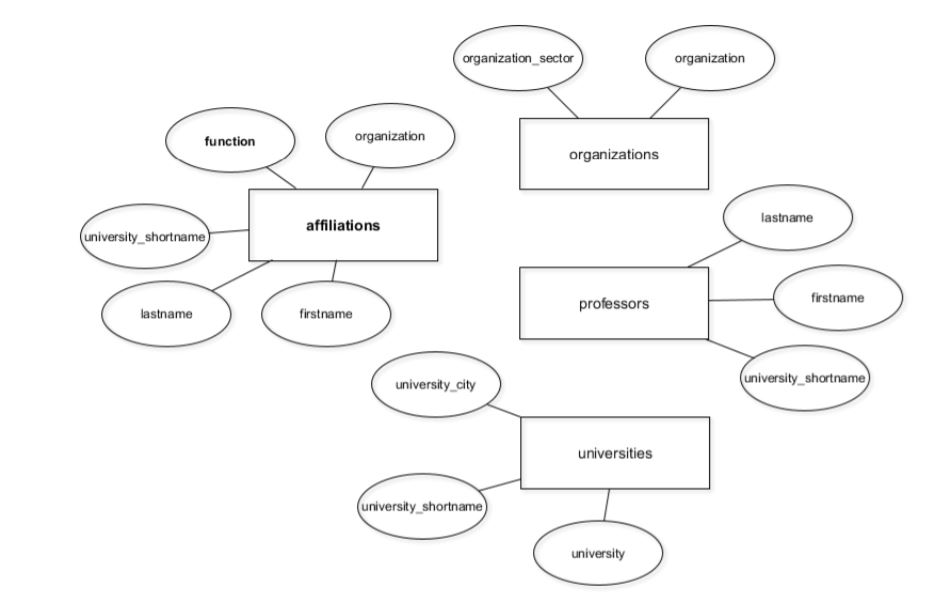 organization_sector
organization
organizations
function
organization
affiliations
university_shortname
lastname
firstname
lastname
professors
firstname
university_shortname
university_city
universities
university_shortname
university